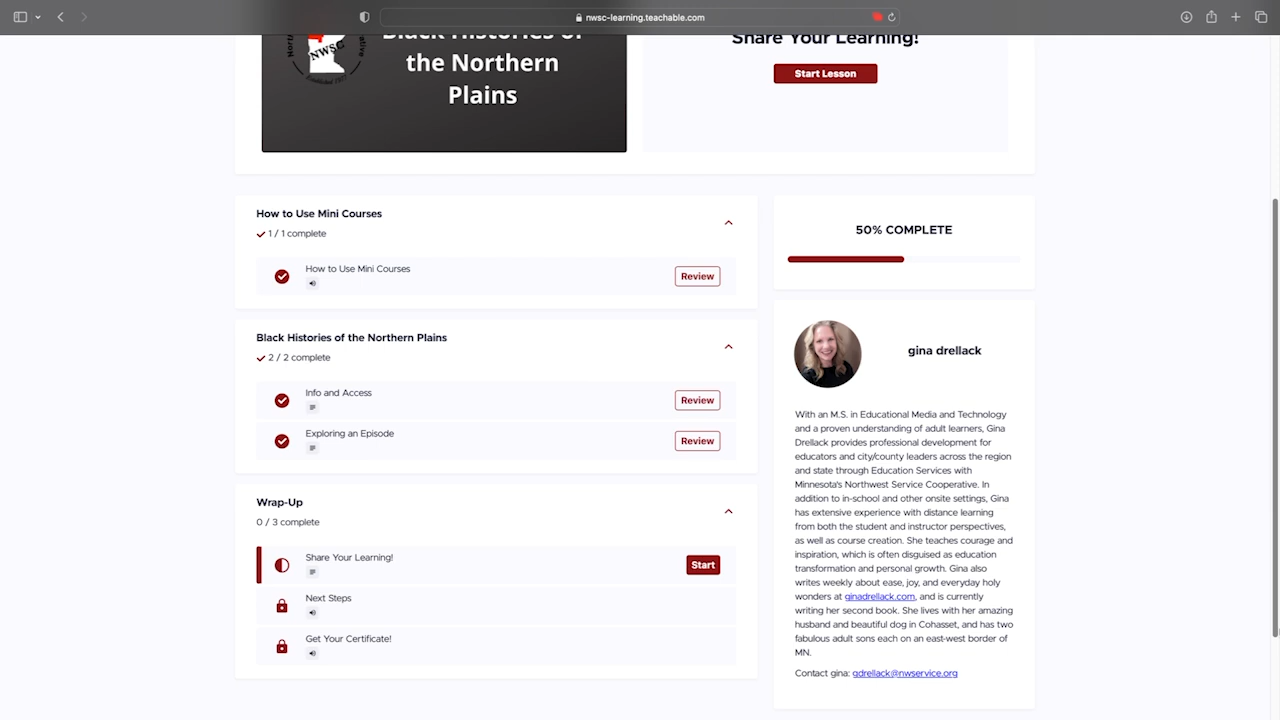 nwsc-learning.teachable.com
NWSC
Black Histories of
the Northern
Plains
Share Your Learning!
Start Lesson
How to Use Mini Courses
1 / 1 complete
How to Use Mini Courses
Review
Black Histories of the Northern Plains
2 / 2 complete
Info and Access
Review
Exploring an Episode
Review
Wrap-Up
0 / 3 complete
Share Your Learning!
Start
Next Steps
Get Your Certificate!
50% COMPLETE
gina drellack
With an M.S. in Educational Media and Technology
and a proven understanding of adult learners, Gina
Drellack provides professional development for
educators and city/county leaders across the region
and state through Education Services with
Minnesota's Northwest Service Cooperative. In
addition to in-school and other onsite settings, Gina
has extensive experience with distance learning
from both the student and instructor perspectives,
as well as course creation. She teaches courage and
inspiration, which is often disguised as education
transformation and personal growth. Gina also
writes weekly about ease, joy, and everyday holy
wonders at ginadrellack.com, and is currently
writing her second book. She lives with her amazing
husband and beautiful dog in Cohasset, and has two
fabulous adult sons each on an east-west border of
MN.
Contact gina: gdrellack@nwservice.org